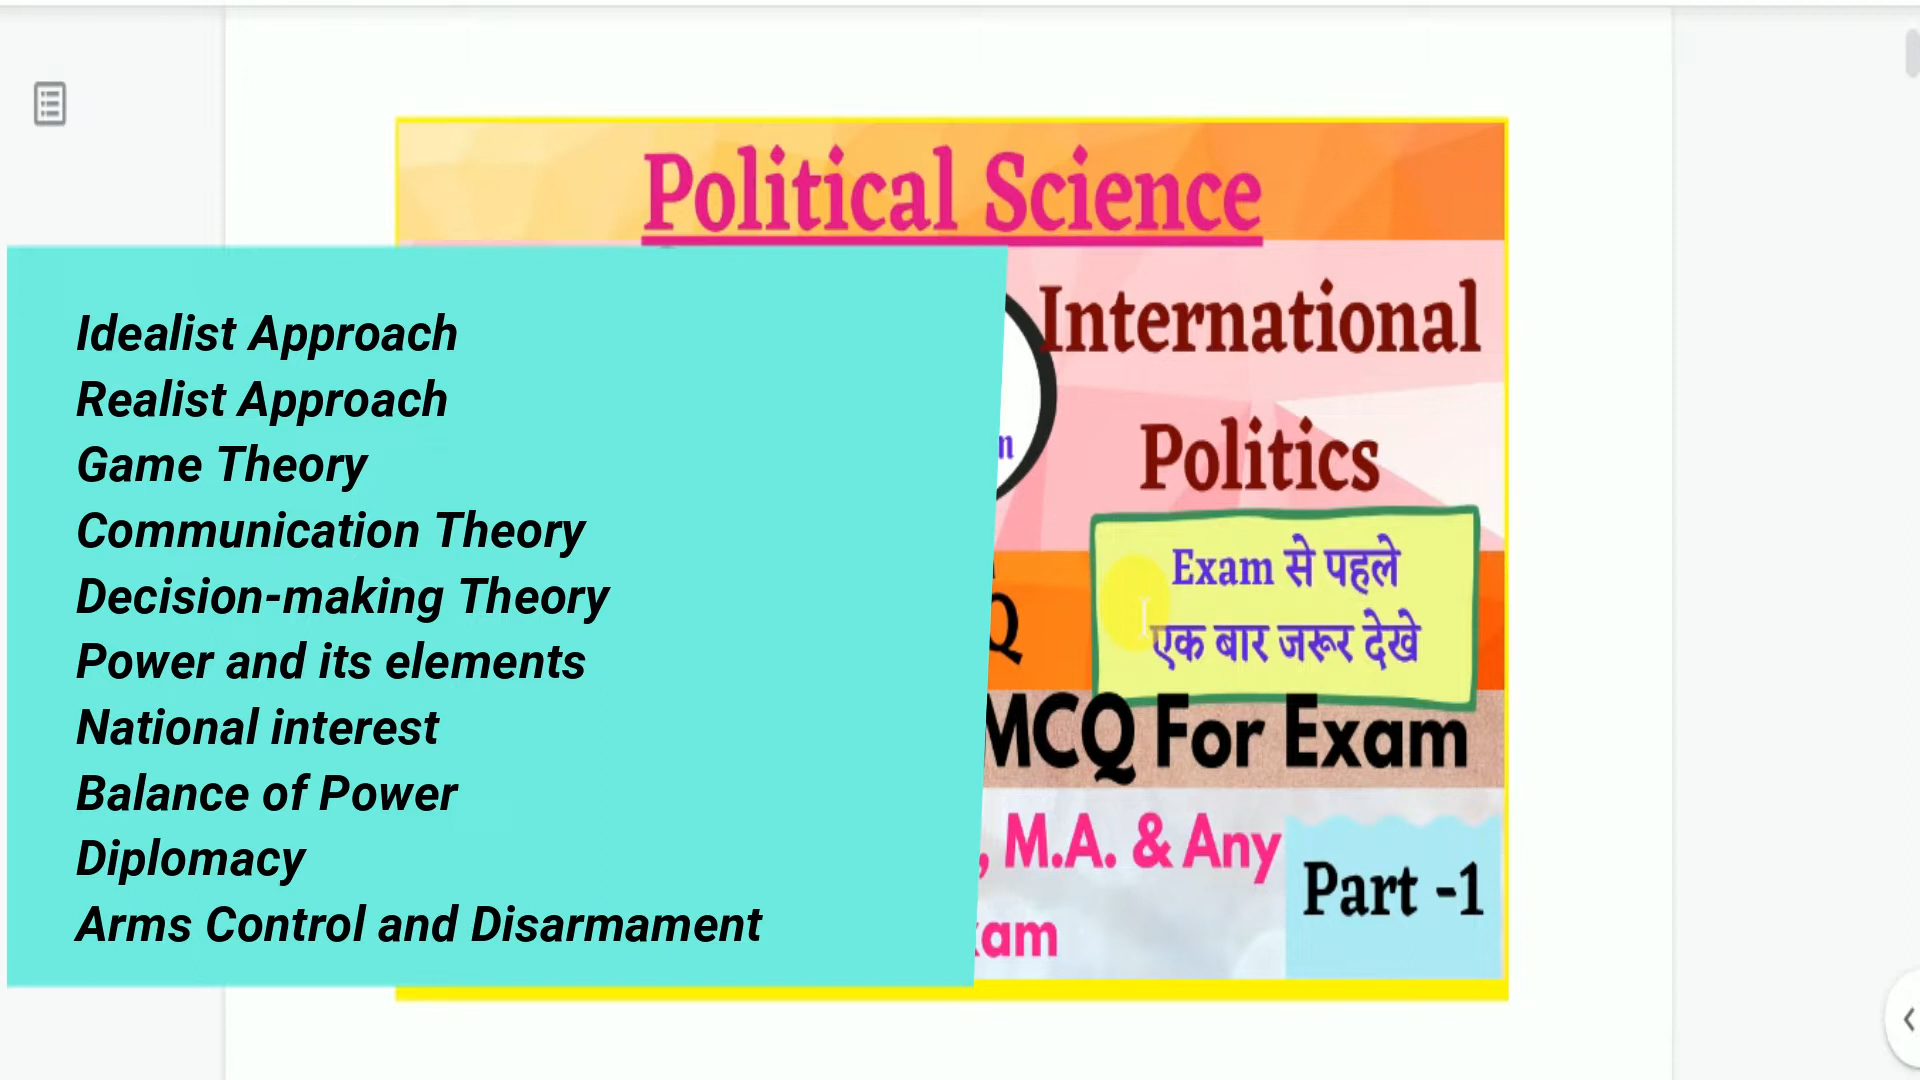 Political Science
International
Politics
Idealist Approach
Realist Approach
Game Theory
Communication Theory
Decision-making Theory
Power and its elements
National interest
Balance of Power
Diplomacy
Arms Control and Disarmament
Exam से पहले
एक बार जरूर देखे
MCQ For Exam
, M.A. & Any
Part -1